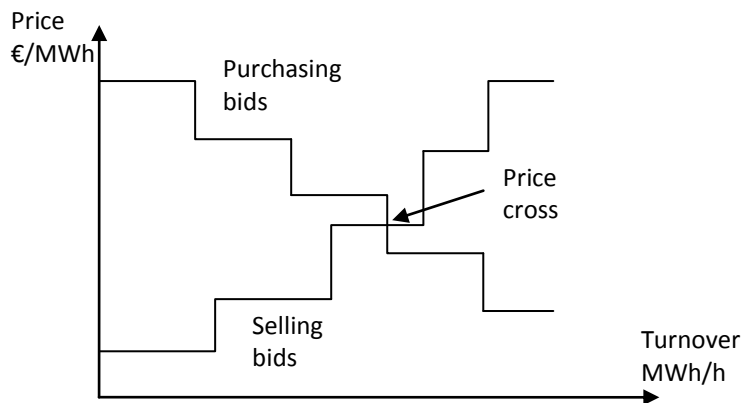 Price
€/MWh
Purchasing
bids
Price
cross
Selling
bids
Turnover
MWh/h